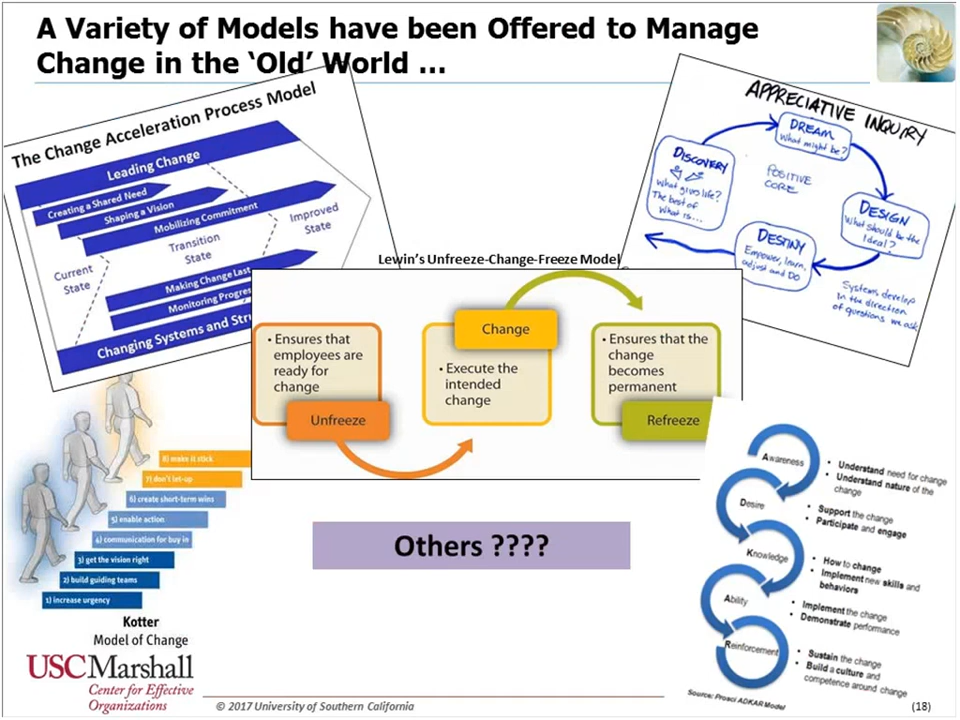 A Variety of Models have been Offered to Manage
Change in the ‘Old’ World …
The Change Acceleration Process Model
Leading Change
Creating a Shared Need
Shaping a Vision
Mobilizing Commitment
Current
State
Transition
State
Improved
State
Making Change Last
Monitoring Progres
Changing Systems and Stru
APPRECIATIVE INQUIRY
DREAM
What might be?
DISCOVERY
What gives life?
The best of
what is...
POSITIVE
CORE
DESIGN
What should be the
ideal?
DESTINY
Empower, learn,
adjust and Do
Systems develop
in the direction
of questions we ask
Lewin’s Unfreeze-Change-Freeze Model
• Ensures that
employees are
ready for
change
Unfreeze
Change
• Execute the
intended
change
• Ensures that the
change
becomes
permanent
Refreeze
8) make it stick
7) don't let-up
6) create short-term wins
5) enable action
4) communication for buy in
3) get the vision right
2) build guiding teams
1) increase urgency
Kotter
Model of Change
Others ????
Awareness
• Understand need for change
• Understand nature of the
change
Desire
• Support the change
• Participate and engage
Knowledge
• How to change
• Implement new skills and
behaviors
Ability
• Implement the change
• Demonstrate performance
Reinforcement
• Sustain the change
• Build a culture and
competence around change
Source: Prosci ADKAR Model
USC Marshall
Center for Effective
Organizations
© 2017 University of Southern California
(18)